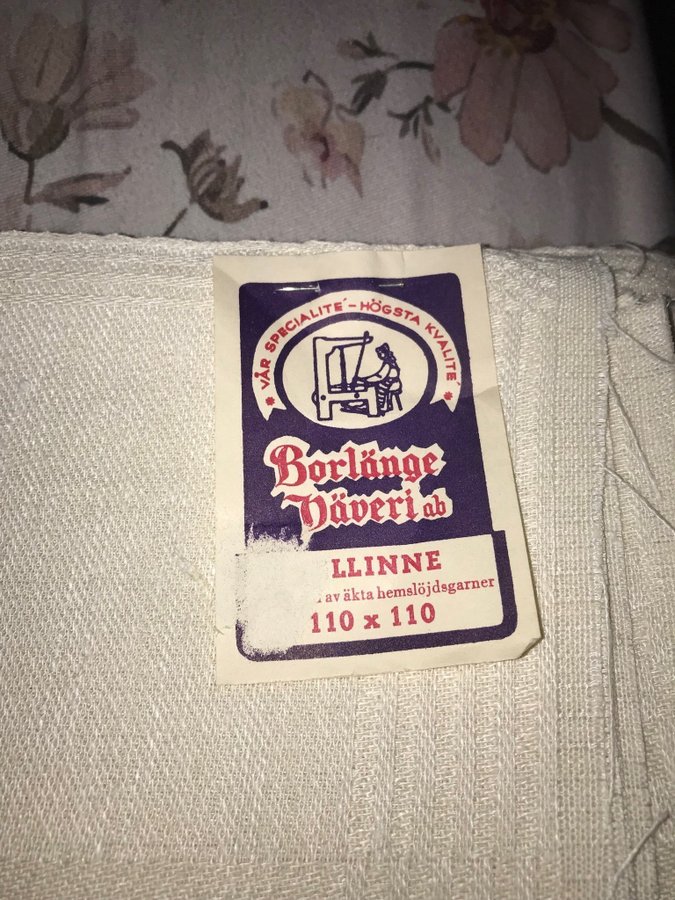 * VÅR SPECIALITÉ - HÖGSTA KVALITÉ *
Borlänge
Väveri ab
LLINNE
av äkta hemslöjdsgarner
110 x 110